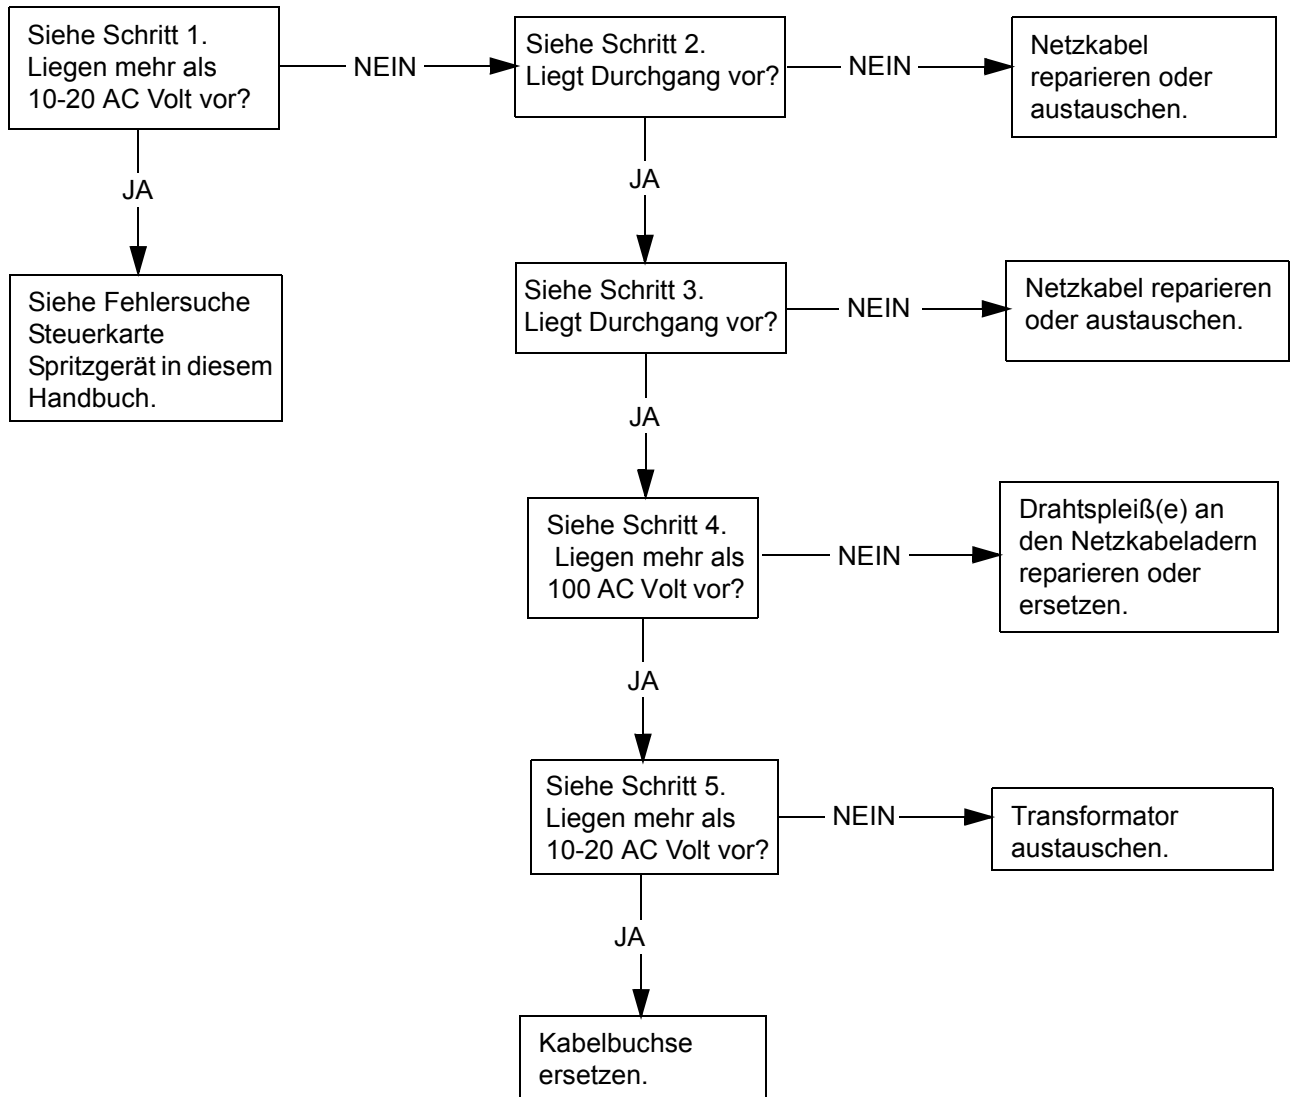 Siehe Schritt 1.
Liegen mehr als
10-20 AC Volt vor?
NEIN
Siehe Schritt 2.
Liegt Durchgang vor?
NEIN
Netzkabel
reparieren oder
austauschen.
JA
JA
Siehe Fehlersuche
Steuerkarte
Spritzgerät in diesem
Handbuch.
Siehe Schritt 3.
Liegt Durchgang vor?
NEIN
Netzkabel reparieren
oder austauschen.
JA
Siehe Schritt 4.
Liegen mehr als
100 AC Volt vor?
NEIN
Drahtspleiß(e) an
den Netzkabeladern
reparieren oder
ersetzen.
JA
Siehe Schritt 5.
Liegen mehr als
10-20 AC Volt vor?
NEIN
Transformator
austauschen.
JA
Kabelbuchse
ersetzen.